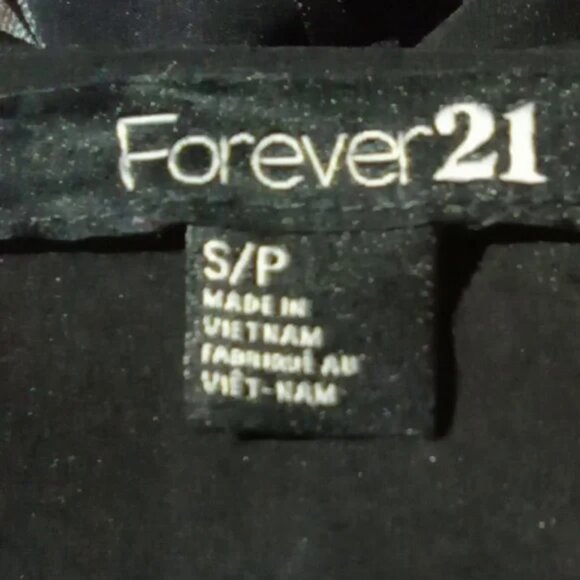 Forever21
S/P
MADE IN
VIETNAM
FABRIQUÉ AU
VIÊT-NAM